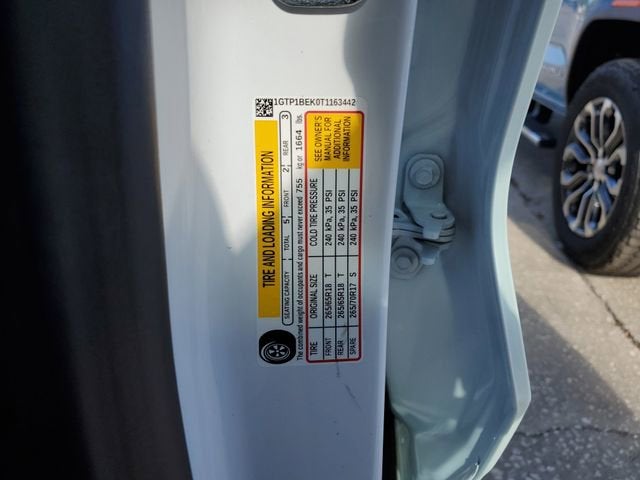 1GTP1BEK0T1163442
TIRE AND LOADING INFORMATION
SEATING CAPACITY TOTAL 5 FRONT 2 REAR 3
The combined weight of occupants and cargo must never exceed 755 kg or 1664 lbs.
TIRE ORIGINAL SIZE COLD TIRE PRESSURE
FRONT 265/65R18 T 240 kPa, 35 PSI
REAR 265/65R18 T 240 kPa, 35 PSI
SPARE 265/70R17 S 240 kPa, 35 PSI
SEE OWNER'S
MANUAL FOR
ADDITIONAL
INFORMATION